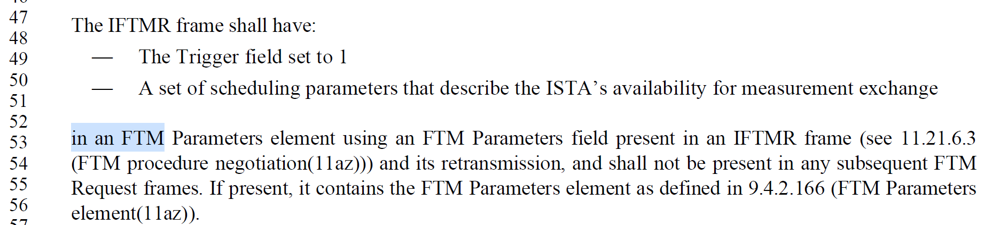 47
The IFTMR frame shall have:
48
49
— The Trigger field set to 1
50
— A set of scheduling parameters that describe the ISTA’s availability for measurement exchange
51
52
in an FTM Parameters element using an FTM Parameters field present in an IFTMR frame (see 11.21.6.3
53
54
(FTM procedure negotiation(11az))) and its retransmission, and shall not be present in any subsequent FTM
55
Request frames. If present, it contains the FTM Parameters element as defined in 9.4.2.166 (FTM Parameters
56
element(11az)).